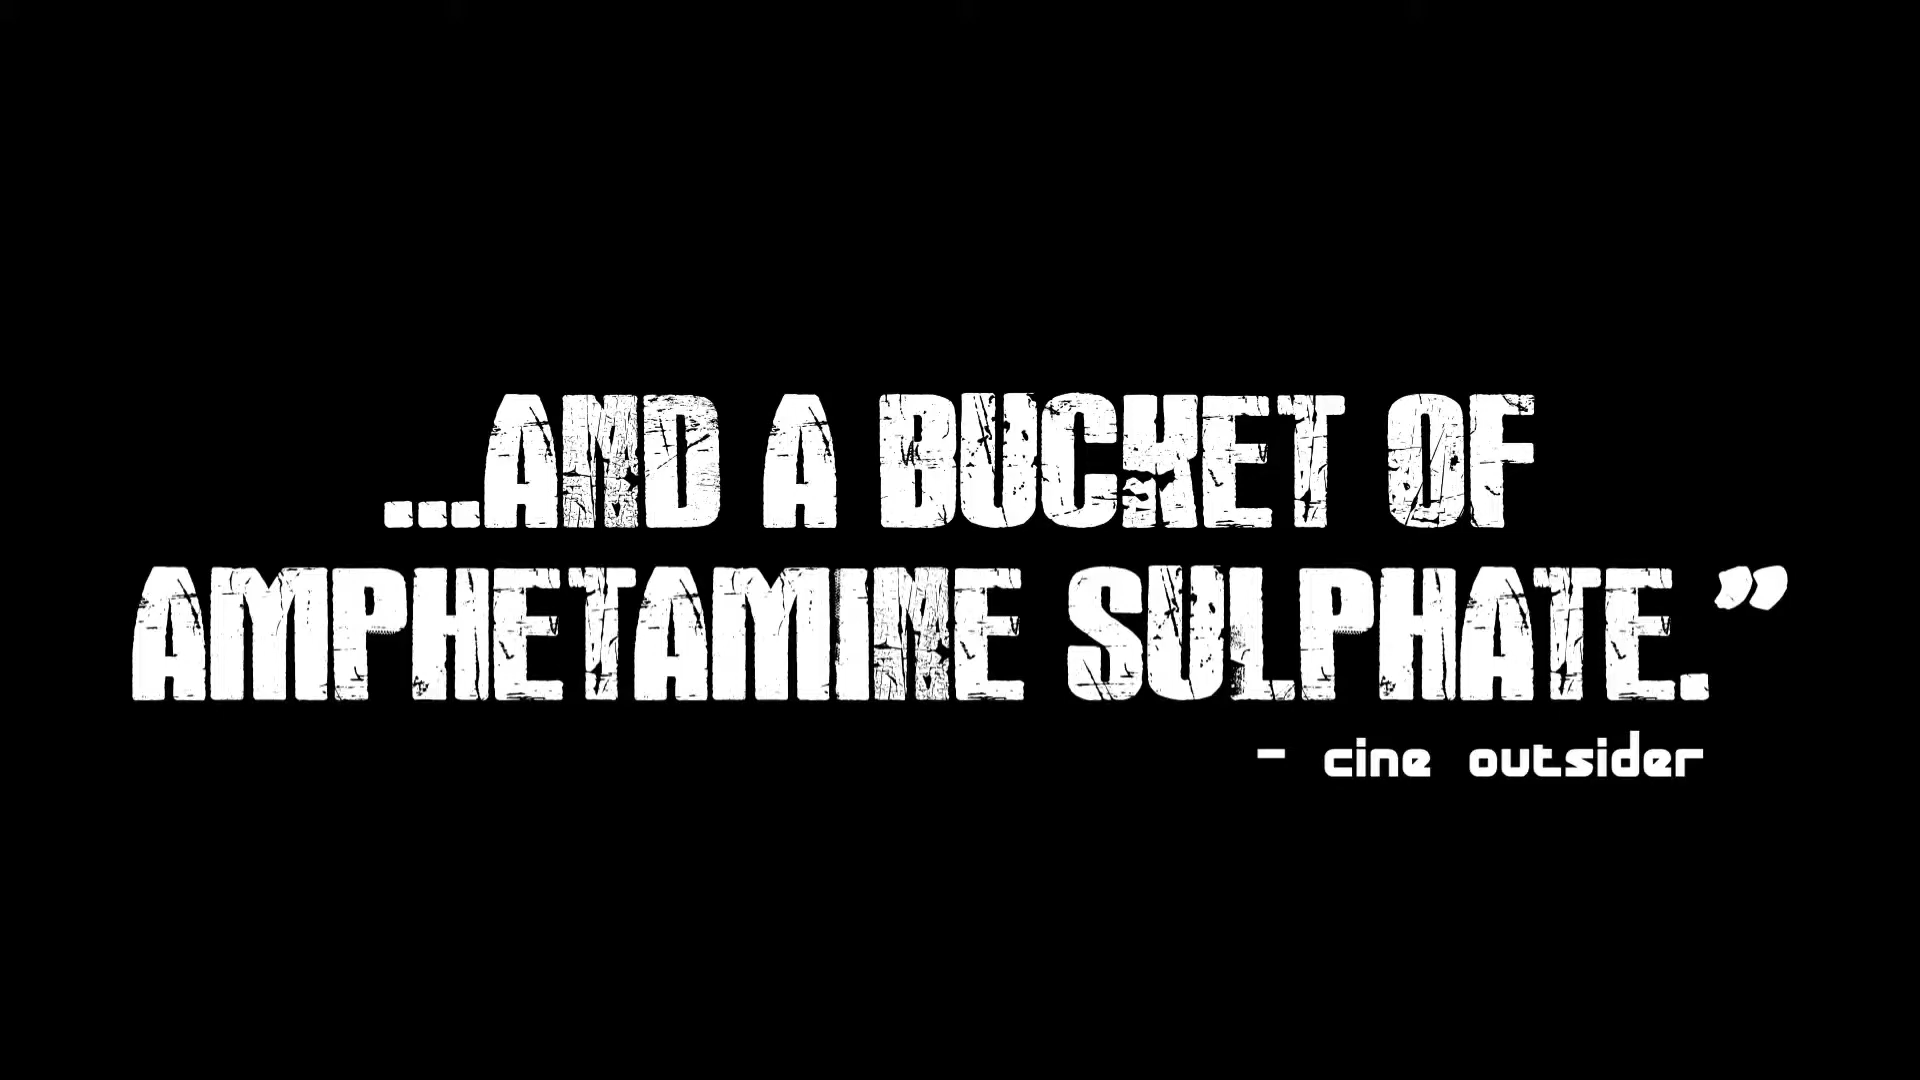 ...AND A BUCKET OF
AMPHETAMINE SULPHATE.”
- cine outsider